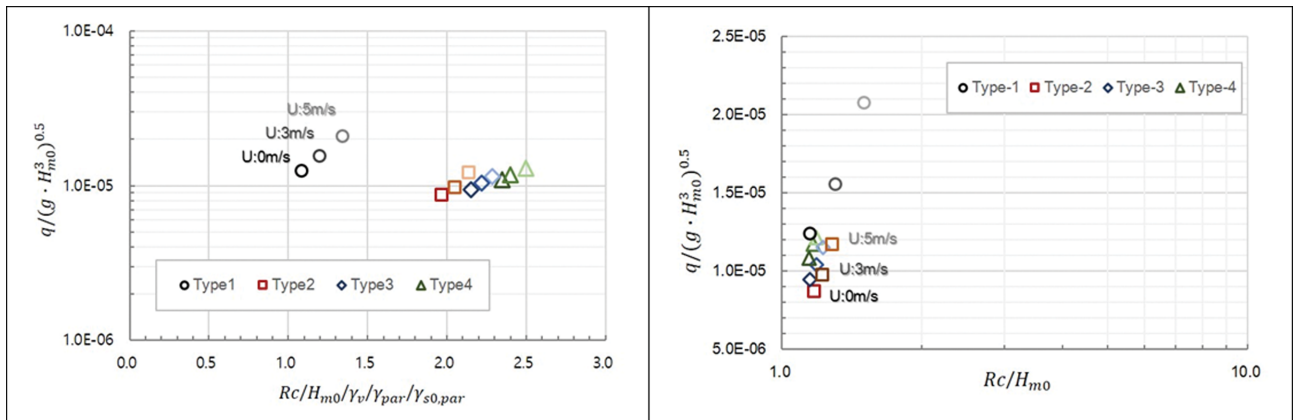 1.0E-04
1.0E-05
1.0E-06
q/(g · H³m0)^0.5
U:5m/s
U:3m/s
U:0m/s
Type1 Type2 Type3 Type4
0.0 0.5 1.0 1.5 2.0 2.5 3.0
Rc/Hm0/γv/γpar/γs0,par
2.5E-05
2.0E-05
1.5E-05
1.0E-05
5.0E-06
q/(g · H³m0)^0.5
Type-1 Type-2 Type-3 Type-4
U:5m/s
U:3m/s
U:0m/s
1.0 10.0
Rc/Hm0